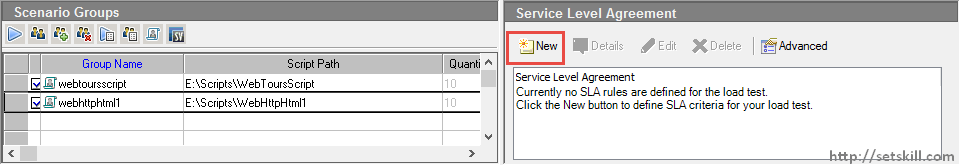 Scenario Groups
Group Name Script Path Quanti
webtoursscript E:\Scripts\WebToursScript 10
webhttphtml1 E:\Scripts\WebHttpHtml1 10
Service Level Agreement
New Details Edit Delete Advanced
Service Level Agreement
Currently no SLA rules are defined for the load test.
Click the New button to define SLA criteria for your load test.
http://setskill.com